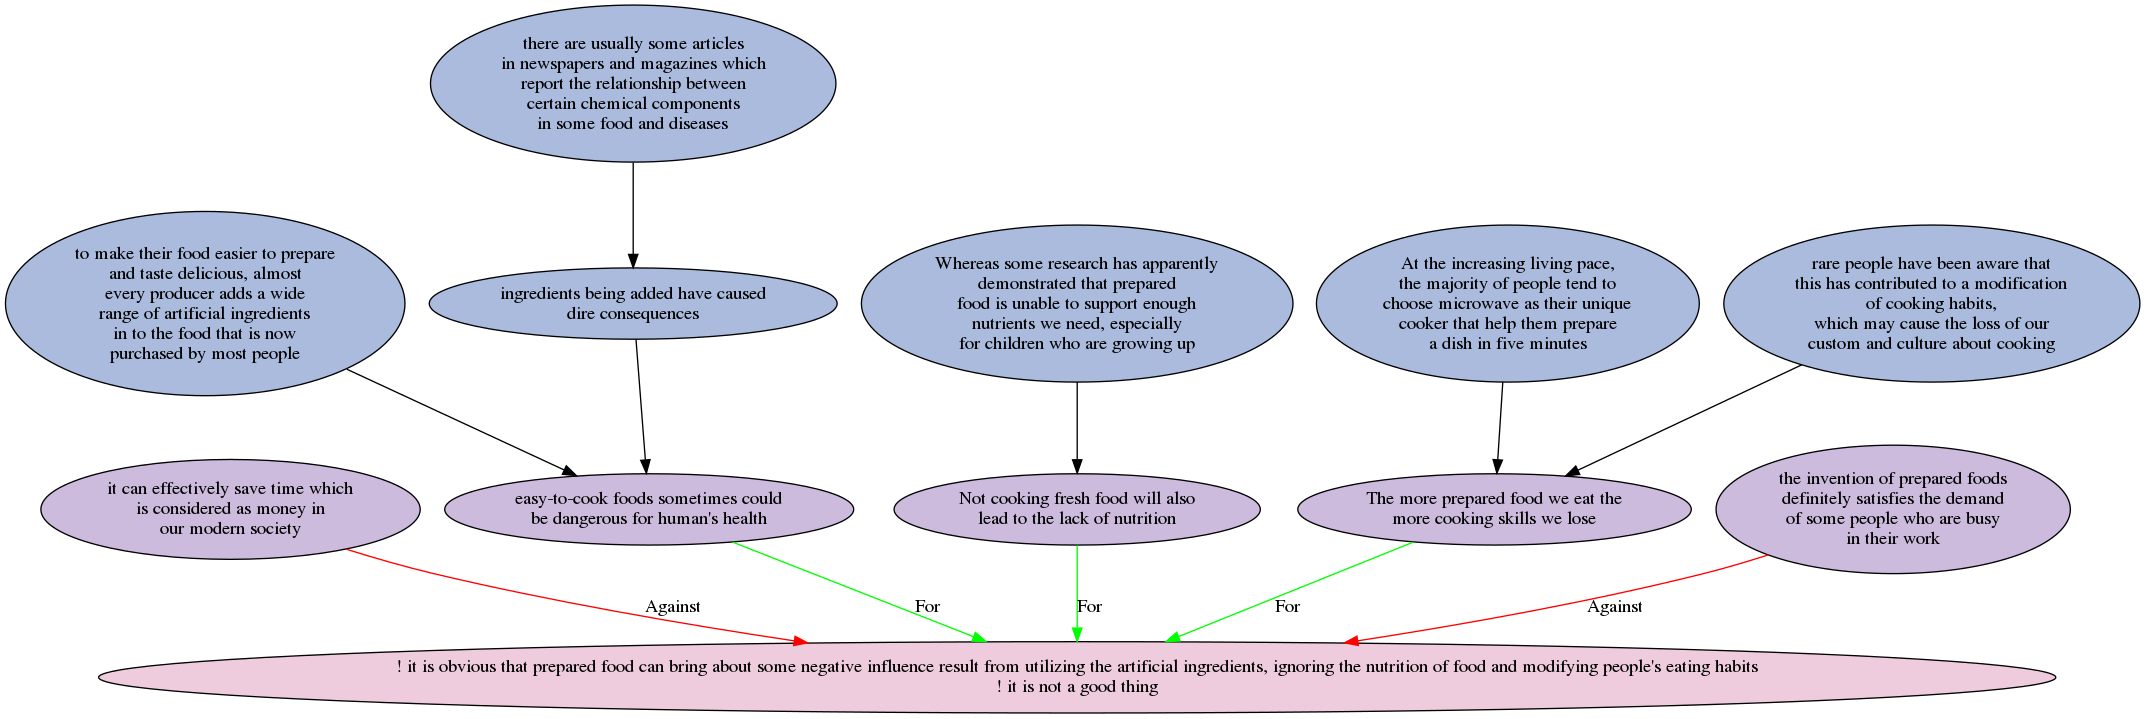 there are usually some articles
in newspapers and magazines which
report the relationship between
certain chemical components
in some food and diseases
to make their food easier to prepare
and taste delicious, almost
every producer adds a wide
range of artificial ingredients
in to the food that is now
purchased by most people
ingredients being added have caused
dire consequences
Whereas some research has apparently
demonstrated that prepared
food is unable to support enough
nutrients we need, especially
for children who are growing up
At the increasing living pace,
the majority of people tend to
choose microwave as their unique
cooker that help them prepare
a dish in five minutes
rare people have been aware that
this has contributed to a modification
of cooking habits,
which may cause the loss of our
custom and culture about cooking
it can effectively save time which
is considered as money in
our modern society
easy-to-cook foods sometimes could
be dangerous for human's health
Not cooking fresh food will also
lead to the lack of nutrition
The more prepared food we eat the
more cooking skills we lose
the invention of prepared foods
definitely satisfies the demand
of some people who are busy
in their work
Against
For
For
For
Against
! it is obvious that prepared food can bring about some negative influence result from utilizing the artificial ingredients, ignoring the nutrition of food and modifying people's eating habits
! it is not a good thing